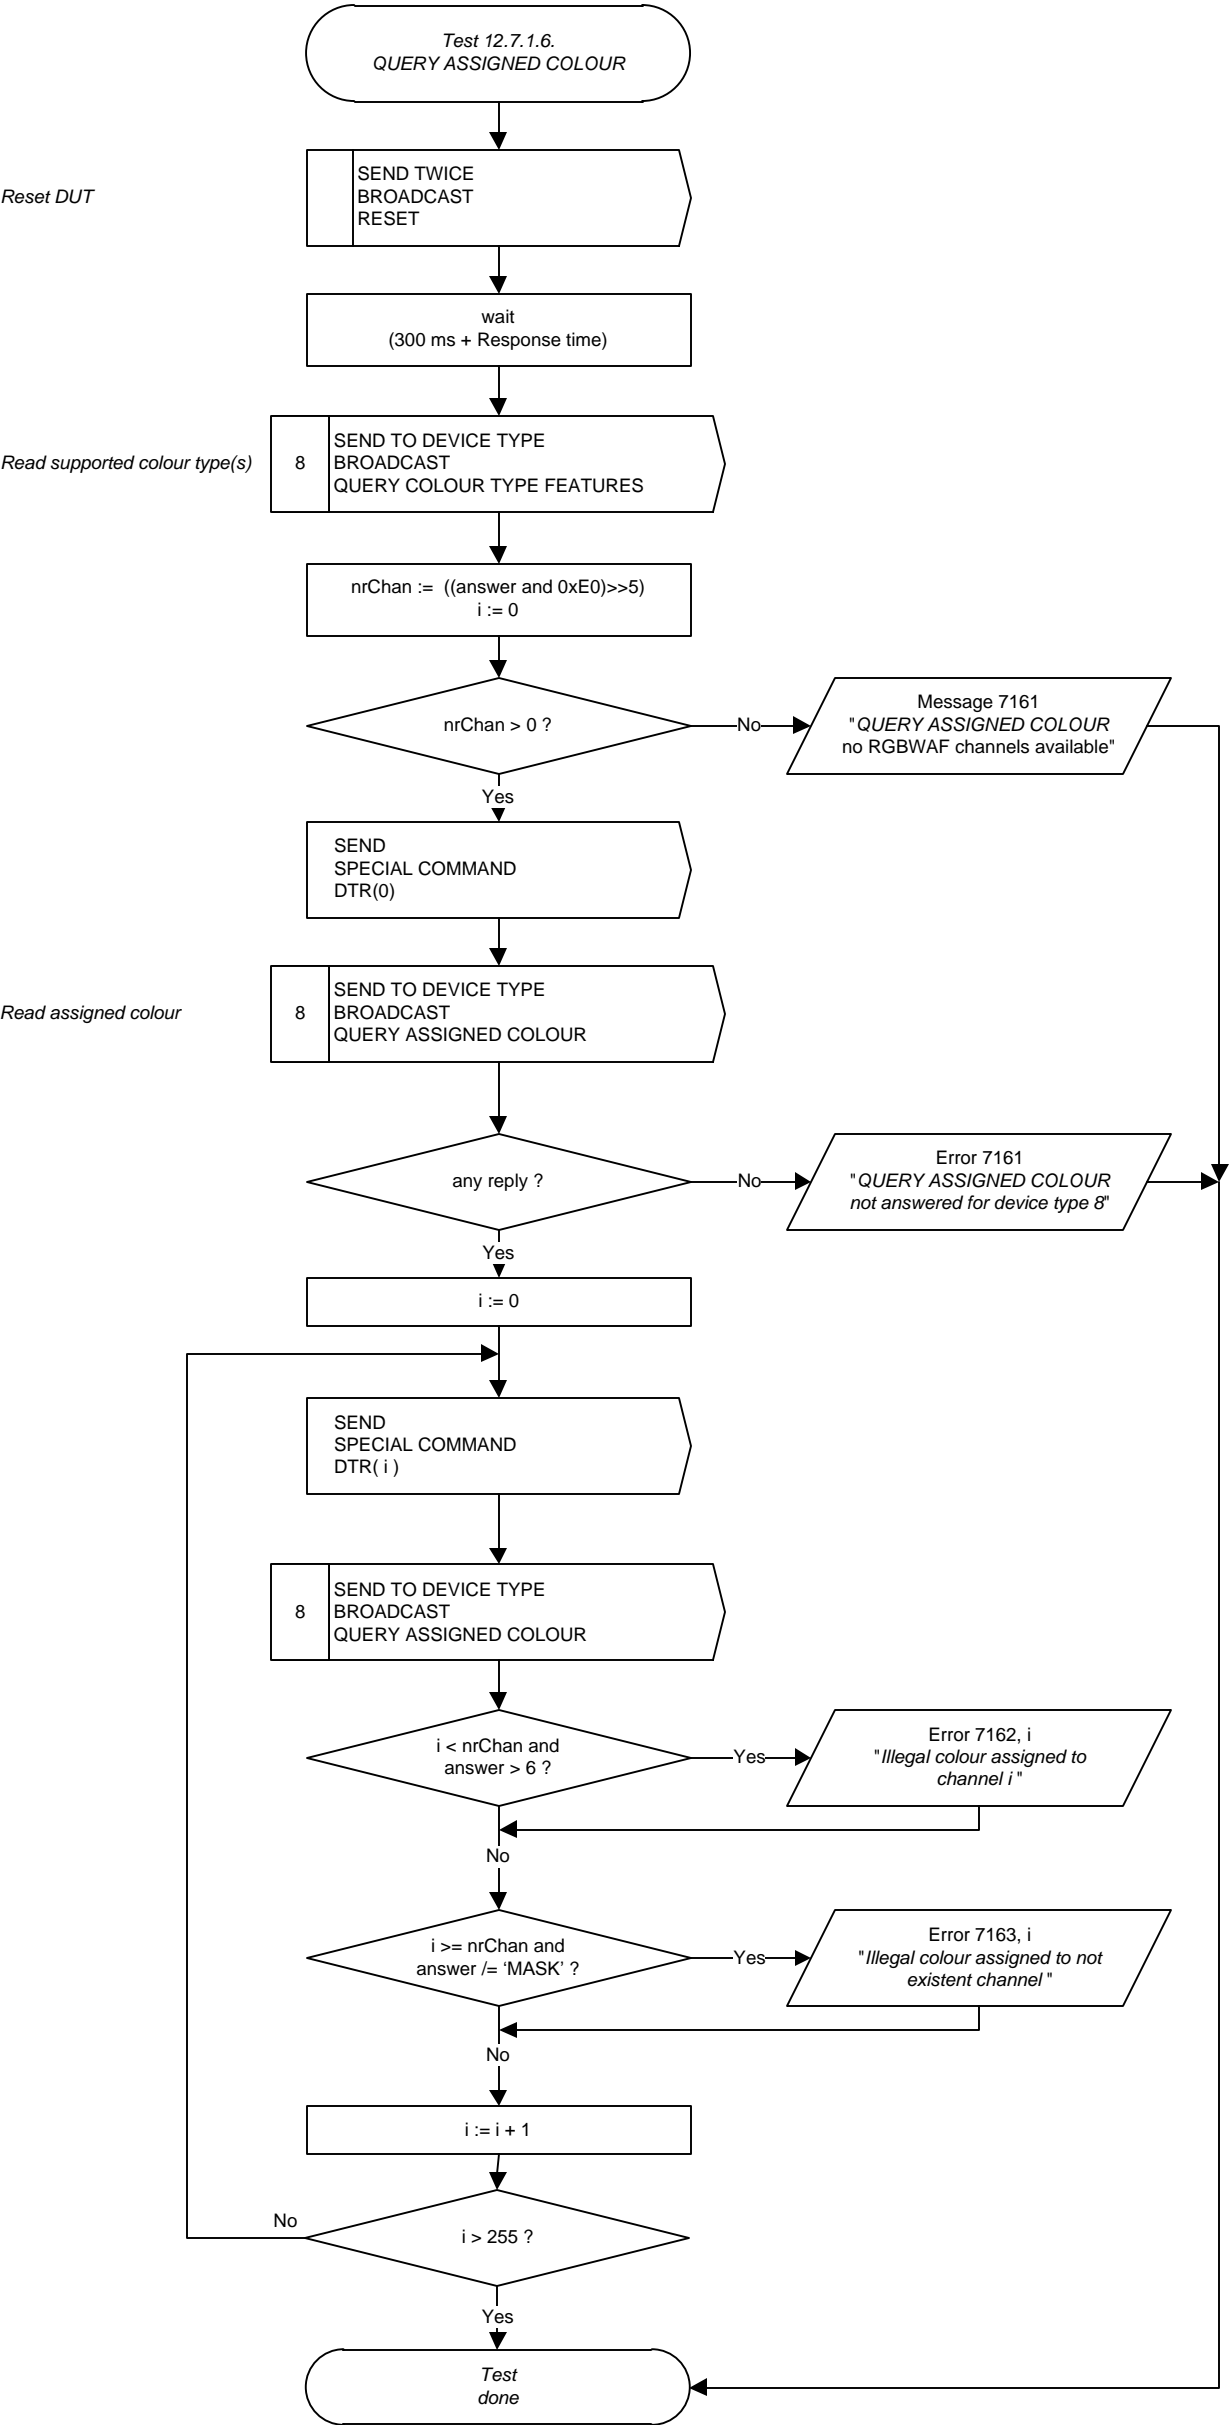 Test 12.7.1.6.
QUERY ASSIGNED COLOUR
Reset DUT
SEND TWICE
BROADCAST
RESET
wait
(300 ms + Response time)
Read supported colour type(s)
8
SEND TO DEVICE TYPE
BROADCAST
QUERY COLOUR TYPE FEATURES
nrChan := ((answer and 0xE0)>>5)
i := 0
nrChan > 0 ?
No
Message 7161
"QUERY ASSIGNED COLOUR
no RGBWAF channels available"
Yes
SEND
SPECIAL COMMAND
DTR(0)
Read assigned colour
8
SEND TO DEVICE TYPE
BROADCAST
QUERY ASSIGNED COLOUR
any reply ?
No
Error 7161
"QUERY ASSIGNED COLOUR
not answered for device type 8"
Yes
i := 0
SEND
SPECIAL COMMAND
DTR( i )
8
SEND TO DEVICE TYPE
BROADCAST
QUERY ASSIGNED COLOUR
i < nrChan and
answer > 6 ?
Yes
Error 7162, i
"Illegal colour assigned to
channel i "
No
i >= nrChan and
answer /= ‘MASK’ ?
Yes
Error 7163, i
"Illegal colour assigned to not
existent channel "
No
i := i + 1
i > 255 ?
No
Yes
Test
done